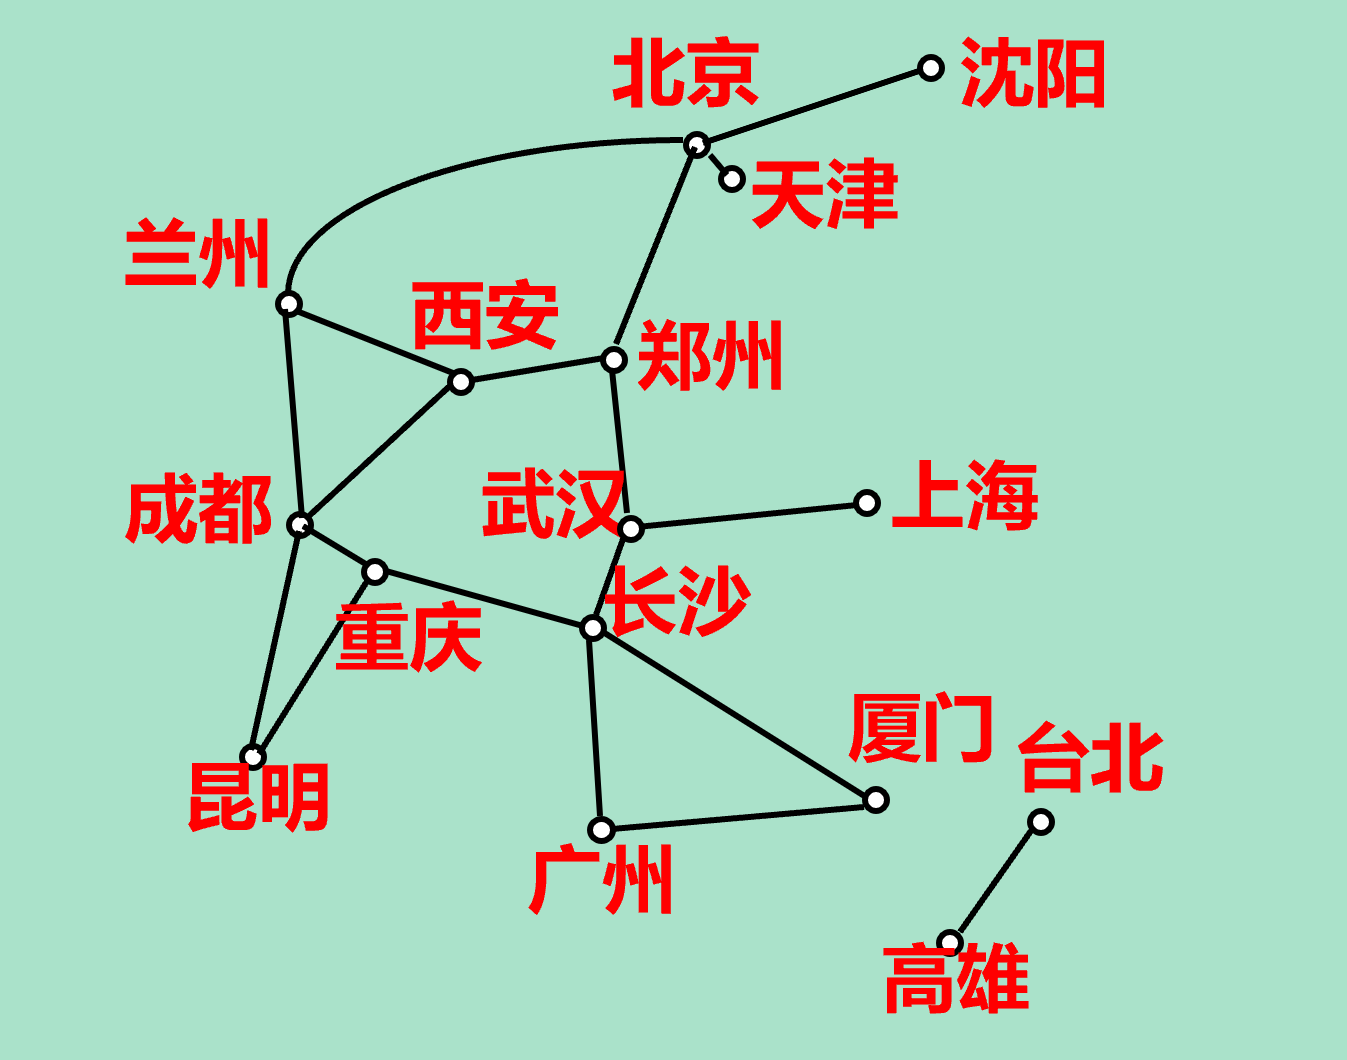 北京
沈阳
天津
兰州
西安
郑州
上海
成都
武汉
长沙
重庆
厦门
台北
昆明
广州
高雄